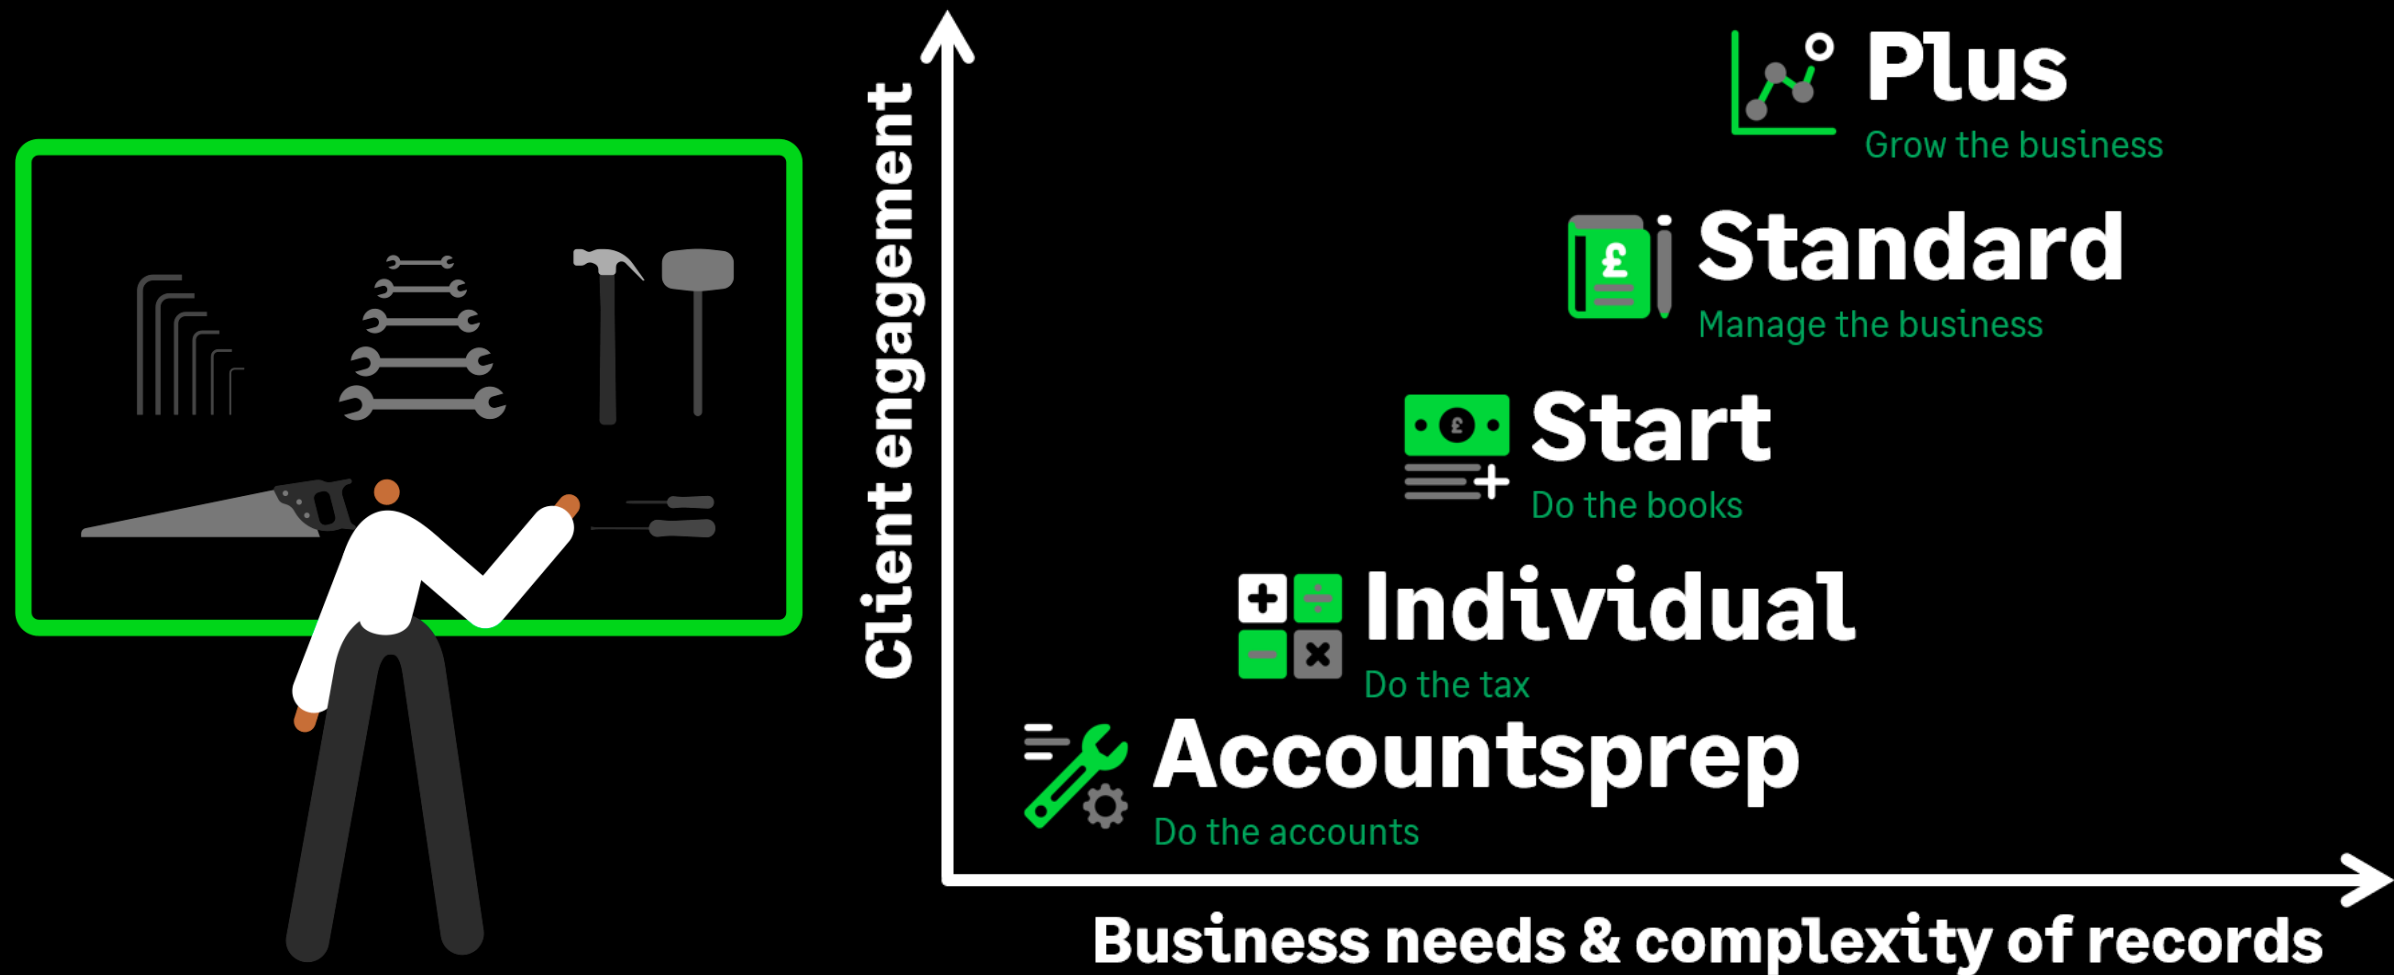 Client engagement
Plus
Grow the business
£
Standard
Manage the business
£
Start
Do the books
Individual
Do the tax
Accountsprep
Do the accounts
Business needs & complexity of records